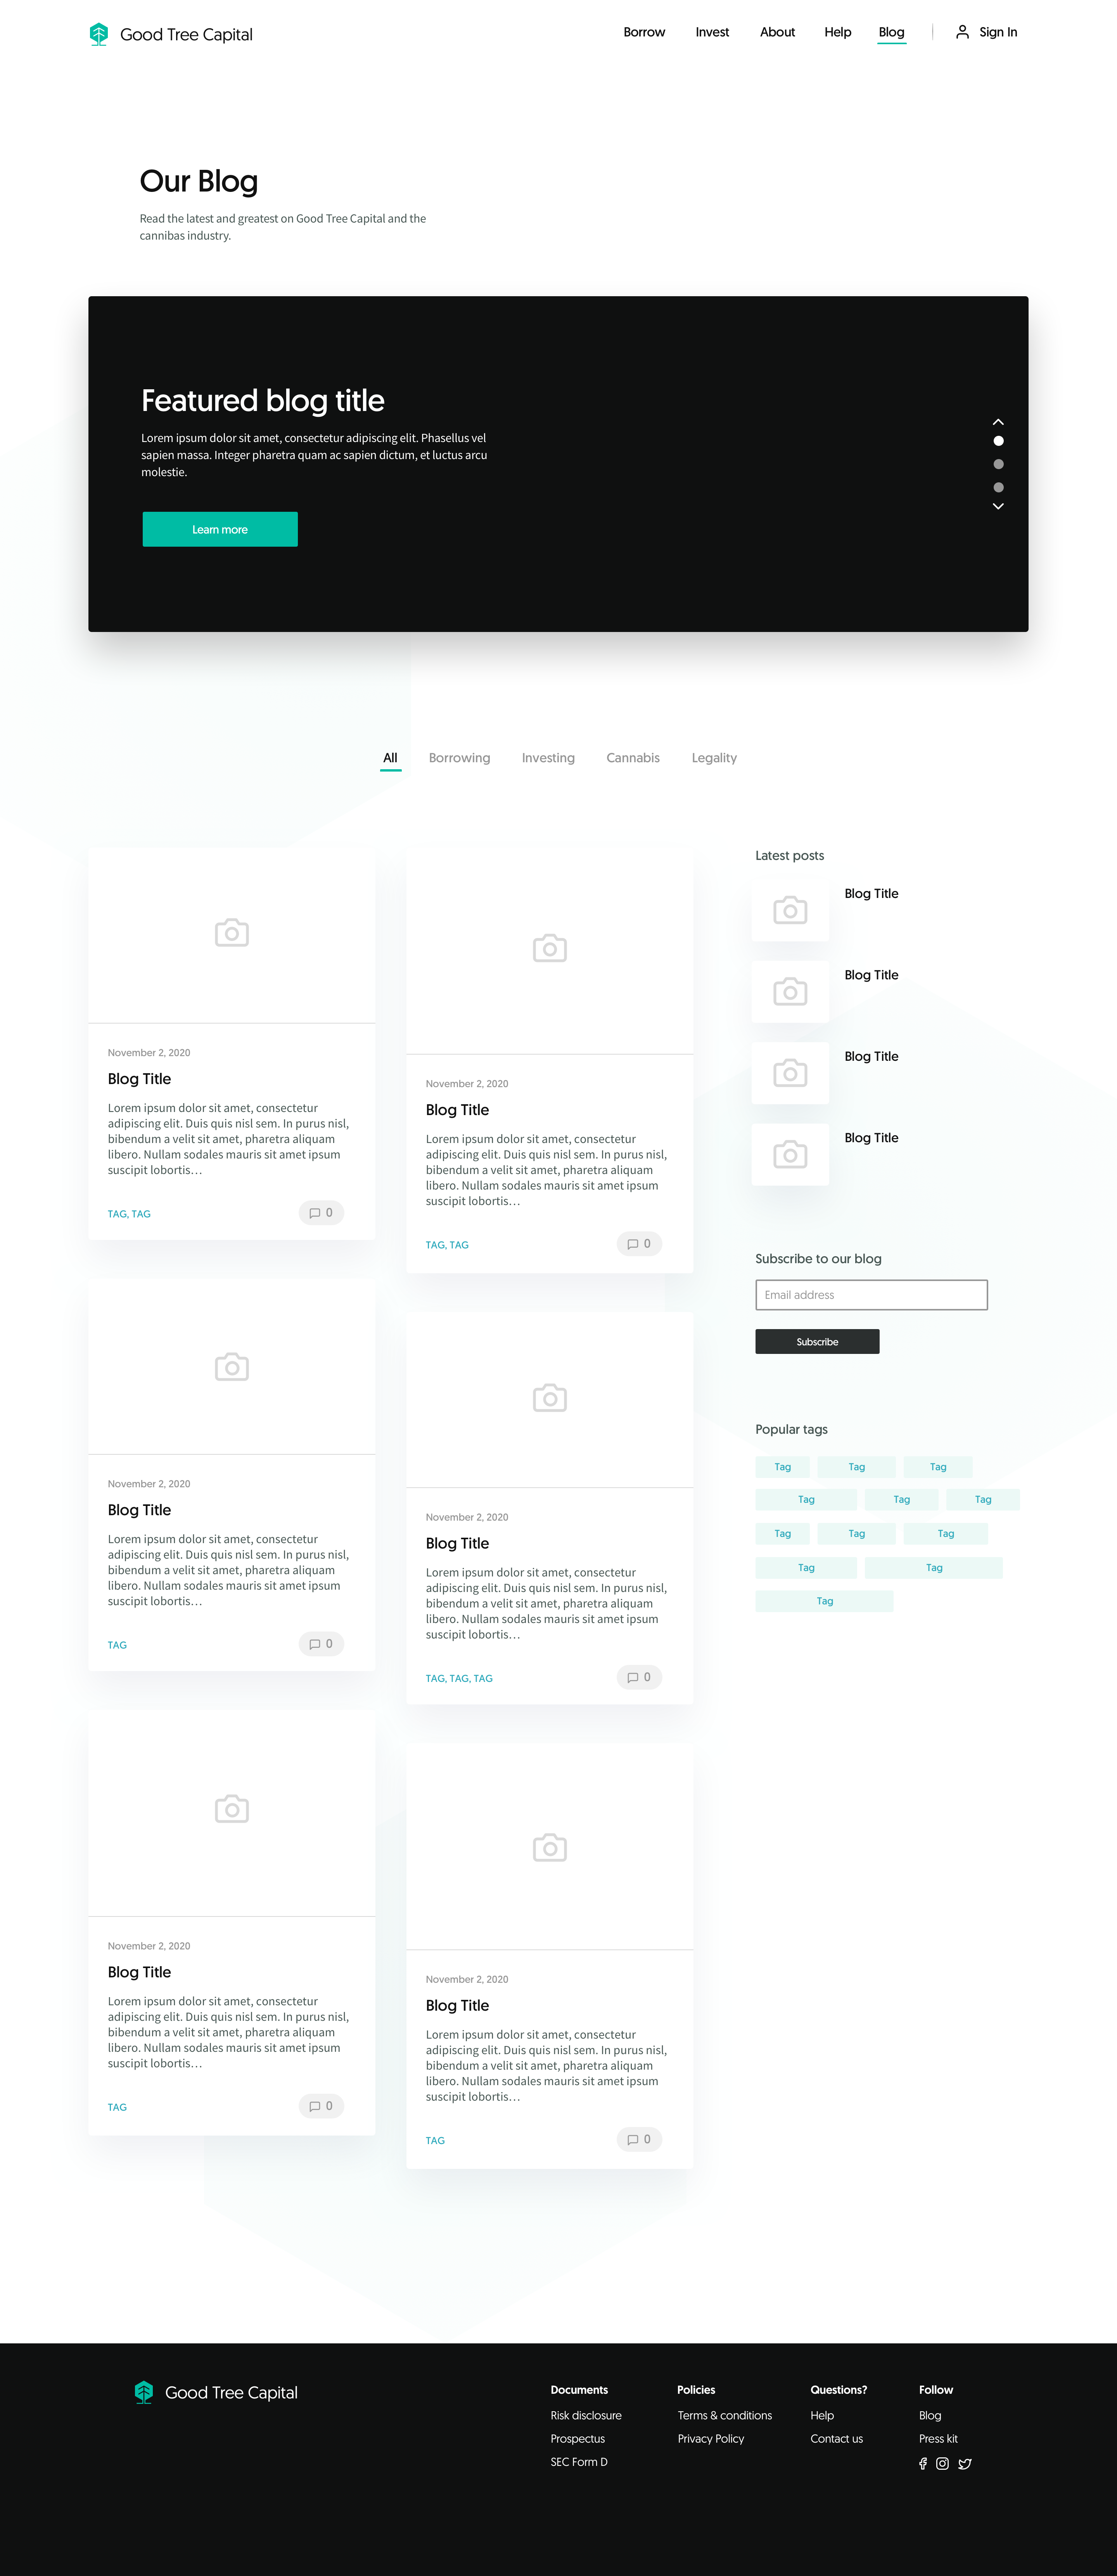 Good Tree Capital
Borrow
Invest
About
Help
Blog
Sign In
Our Blog
Read the latest and greatest on Good Tree Capital and the
cannibas industry.
Featured blog title
Lorem ipsum dolor sit amet, consectetur adipiscing elit. Phasellus vel
sapien massa. Integer pharetra quam ac sapien dictum, et luctus arcu
molestie.
Learn more
All
Borrowing
Investing
Cannabis
Legality
November 2, 2020
Blog Title
Lorem ipsum dolor sit amet, consectetur
adipiscing elit. Duis quis nisl sem. In purus nisl,
bibendum a velit sit amet, pharetra aliquam
libero. Nullam sodales mauris sit amet ipsum
suscipit lobortis…
TAG, TAG
0
November 2, 2020
Blog Title
Lorem ipsum dolor sit amet, consectetur
adipiscing elit. Duis quis nisl sem. In purus nisl,
bibendum a velit sit amet, pharetra aliquam
libero. Nullam sodales mauris sit amet ipsum
suscipit lobortis…
TAG
0
November 2, 2020
Blog Title
Lorem ipsum dolor sit amet, consectetur
adipiscing elit. Duis quis nisl sem. In purus nisl,
bibendum a velit sit amet, pharetra aliquam
libero. Nullam sodales mauris sit amet ipsum
suscipit lobortis…
TAG
0
November 2, 2020
Blog Title
Lorem ipsum dolor sit amet, consectetur
adipiscing elit. Duis quis nisl sem. In purus nisl,
bibendum a velit sit amet, pharetra aliquam
libero. Nullam sodales mauris sit amet ipsum
suscipit lobortis…
TAG, TAG
0
November 2, 2020
Blog Title
Lorem ipsum dolor sit amet, consectetur
adipiscing elit. Duis quis nisl sem. In purus nisl,
bibendum a velit sit amet, pharetra aliquam
libero. Nullam sodales mauris sit amet ipsum
suscipit lobortis…
TAG, TAG, TAG
0
November 2, 2020
Blog Title
Lorem ipsum dolor sit amet, consectetur
adipiscing elit. Duis quis nisl sem. In purus nisl,
bibendum a velit sit amet, pharetra aliquam
libero. Nullam sodales mauris sit amet ipsum
suscipit lobortis…
TAG
0
Latest posts
Blog Title
Blog Title
Blog Title
Blog Title
Subscribe to our blog
Email address
Subscribe
Popular tags
Tag
Tag
Tag
Tag
Tag
Tag
Tag
Tag
Tag
Tag
Tag
Tag
Good Tree Capital
Documents
Risk disclosure
Prospectus
SEC Form D
Policies
Terms & conditions
Privacy Policy
Questions?
Help
Contact us
Follow
Blog
Press kit